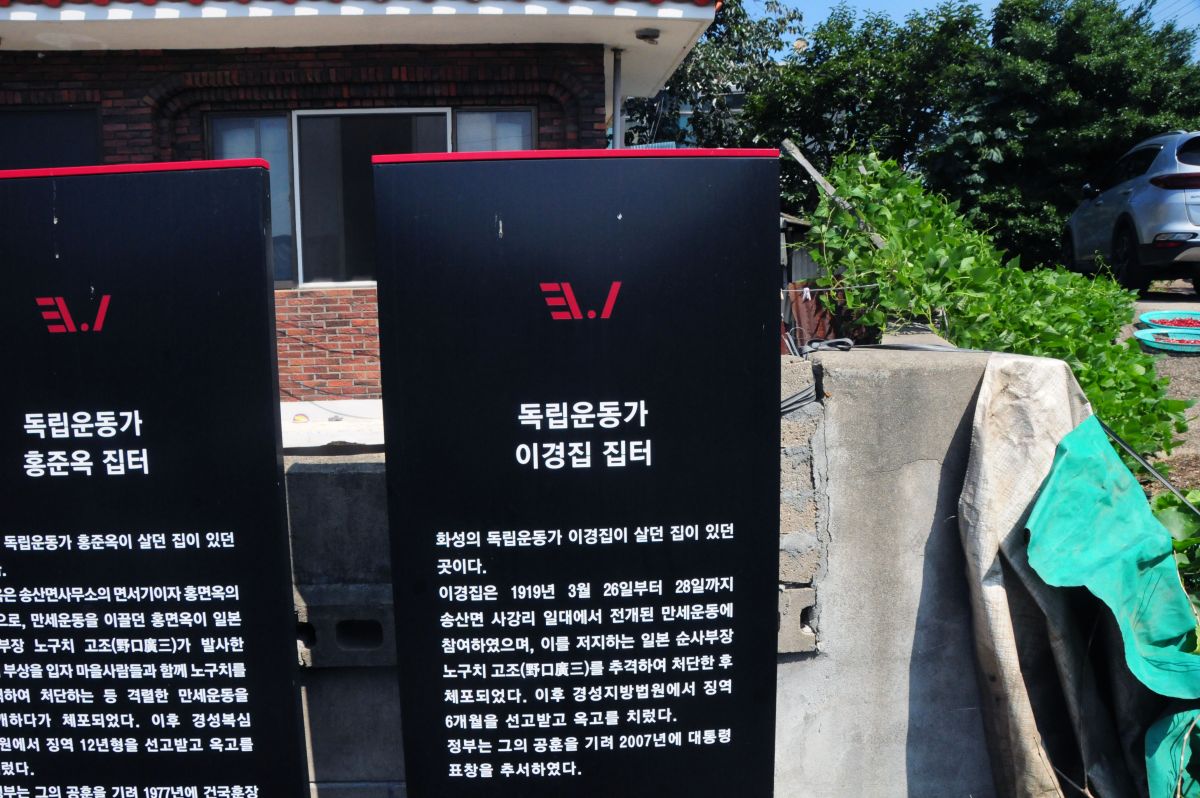 독립운동가
홍준옥 집터
독립운동가 홍준옥이 살던 집이 있던
송산면사무소의 면서기이자 홍면옥의
만세운동을 이끌던 홍면옥이 일본
노구치 고조(野口廣三)가 발사한
부상을 입자 마을사람들과 함께 노구치를
처단하는 등 격렬한 만세운동을
체포되었다. 이후 경성복심
징역 12년형을 선고받고 옥고를
그의 공훈을 기려 1977년에 건국훈장
독립운동가
이경집 집터
화성의 독립운동가 이경집이 살던 집이 있던
곳이다.
이경집은 1919년 3월 26일부터 28일까지
송산면 사강리 일대에서 전개된 만세운동에
참여하였으며, 이를 저지하는 일본 순사부장
노구치 고조(野口廣三)를 추격하여 처단한 후
체포되었다. 이후 경성지방법원에서 징역
6개월을 선고받고 옥고를 치렀다.
정부는 그의 공훈을 기려 2007년에 대통령
표창을 추서하였다.